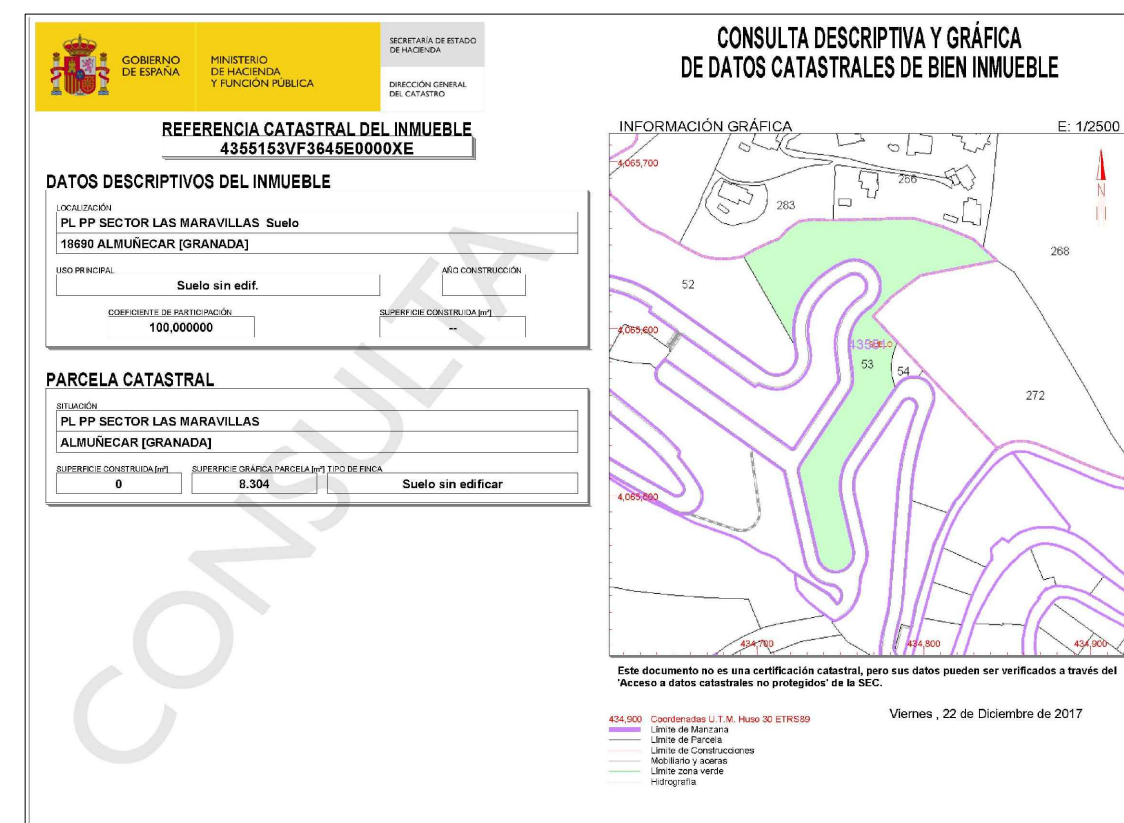 GOBIERNO
DE ESPAÑA
MINISTERIO
DE HACIENDA
Y FUNCIÓN PÚBLICA
SECRETARÍA DE ESTADO
DE HACIENDA
DIRECCIÓN GENERAL
DEL CATASTRO
REFERENCIA CATASTRAL DEL INMUEBLE
4355153VF3645E0000XE
DATOS DESCRIPTIVOS DEL INMUEBLE
LOCALIZACIÓN
PL PP SECTOR LAS MARAVILLAS Suelo
18690 ALMUÑECAR [GRANADA]
USO PRINCIPAL
AÑO CONSTRUCCIÓN
Suelo sin edif.
COEFICIENTE DE PARTICIPACIÓN
SUPERFICIE CONSTRUIDA [m²]
100,000000
--
PARCELA CATASTRAL
SITUACIÓN
PL PP SECTOR LAS MARAVILLAS
ALMUÑECAR [GRANADA]
SUPERFICIE CONSTRUIDA [m²] SUPERFICIE GRÁFICA PARCELA [m²] TIPO DE FINCA
0 8.304 Suelo sin edificar
CONSULTA
CONSULTA DESCRIPTIVA Y GRÁFICA
DE DATOS CATASTRALES DE BIEN INMUEBLE
INFORMACIÓN GRÁFICA E: 1/2500
4,065,700
266
N
283
268
52
4,065,600
SUELO
53
54
272
434,700 434,800 434,900
Este documento no es una certificación catastral, pero sus datos pueden ser verificados a través del
'Acceso a datos catastrales no protegidos' de la SEC.
434,900 Coordenadas U.T.M. Huso 30 ETRS89
Límite de Manzana
Límite de Parcela
Límite de Construcciones
Mobiliario y aceras
Límite zona verde
Hidrografía
Viernes , 22 de Diciembre de 2017